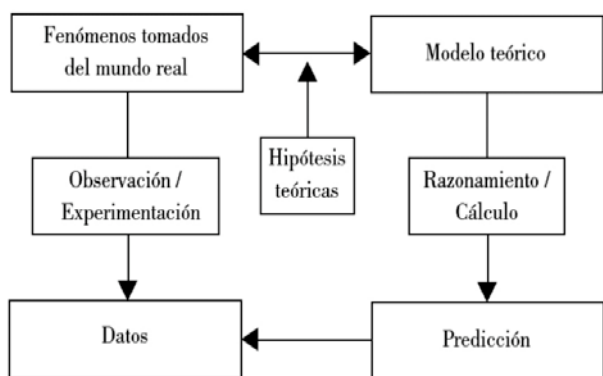 Fenómenos tomados
del mundo real
Modelo teórico
Hipótesis
teóricas
Observación /
Experimentación
Razonamiento /
Cálculo
Datos
Predicción